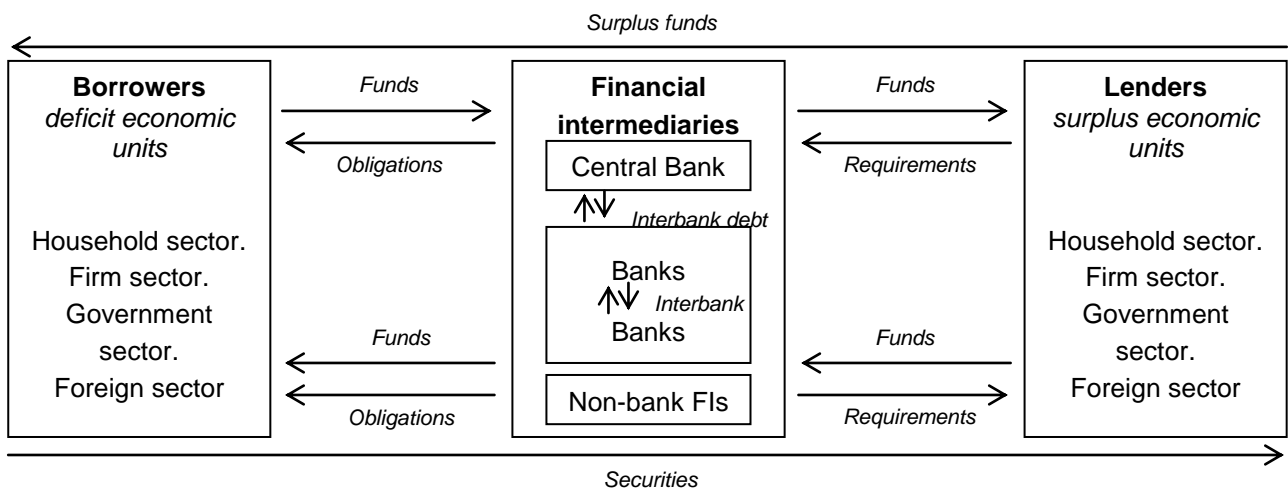 Surplus funds
Borrowers
deficit economic
units
Household sector.
Firm sector.
Government
sector.
Foreign sector
Funds
Obligations
Funds
Obligations
Financial
intermediaries
Central Bank
Interbank debt
Banks
Interbank
Banks
Non-bank FIs
Funds
Requirements
Funds
Requirements
Lenders
surplus economic
units
Household sector.
Firm sector.
Government
sector.
Foreign sector
Securities